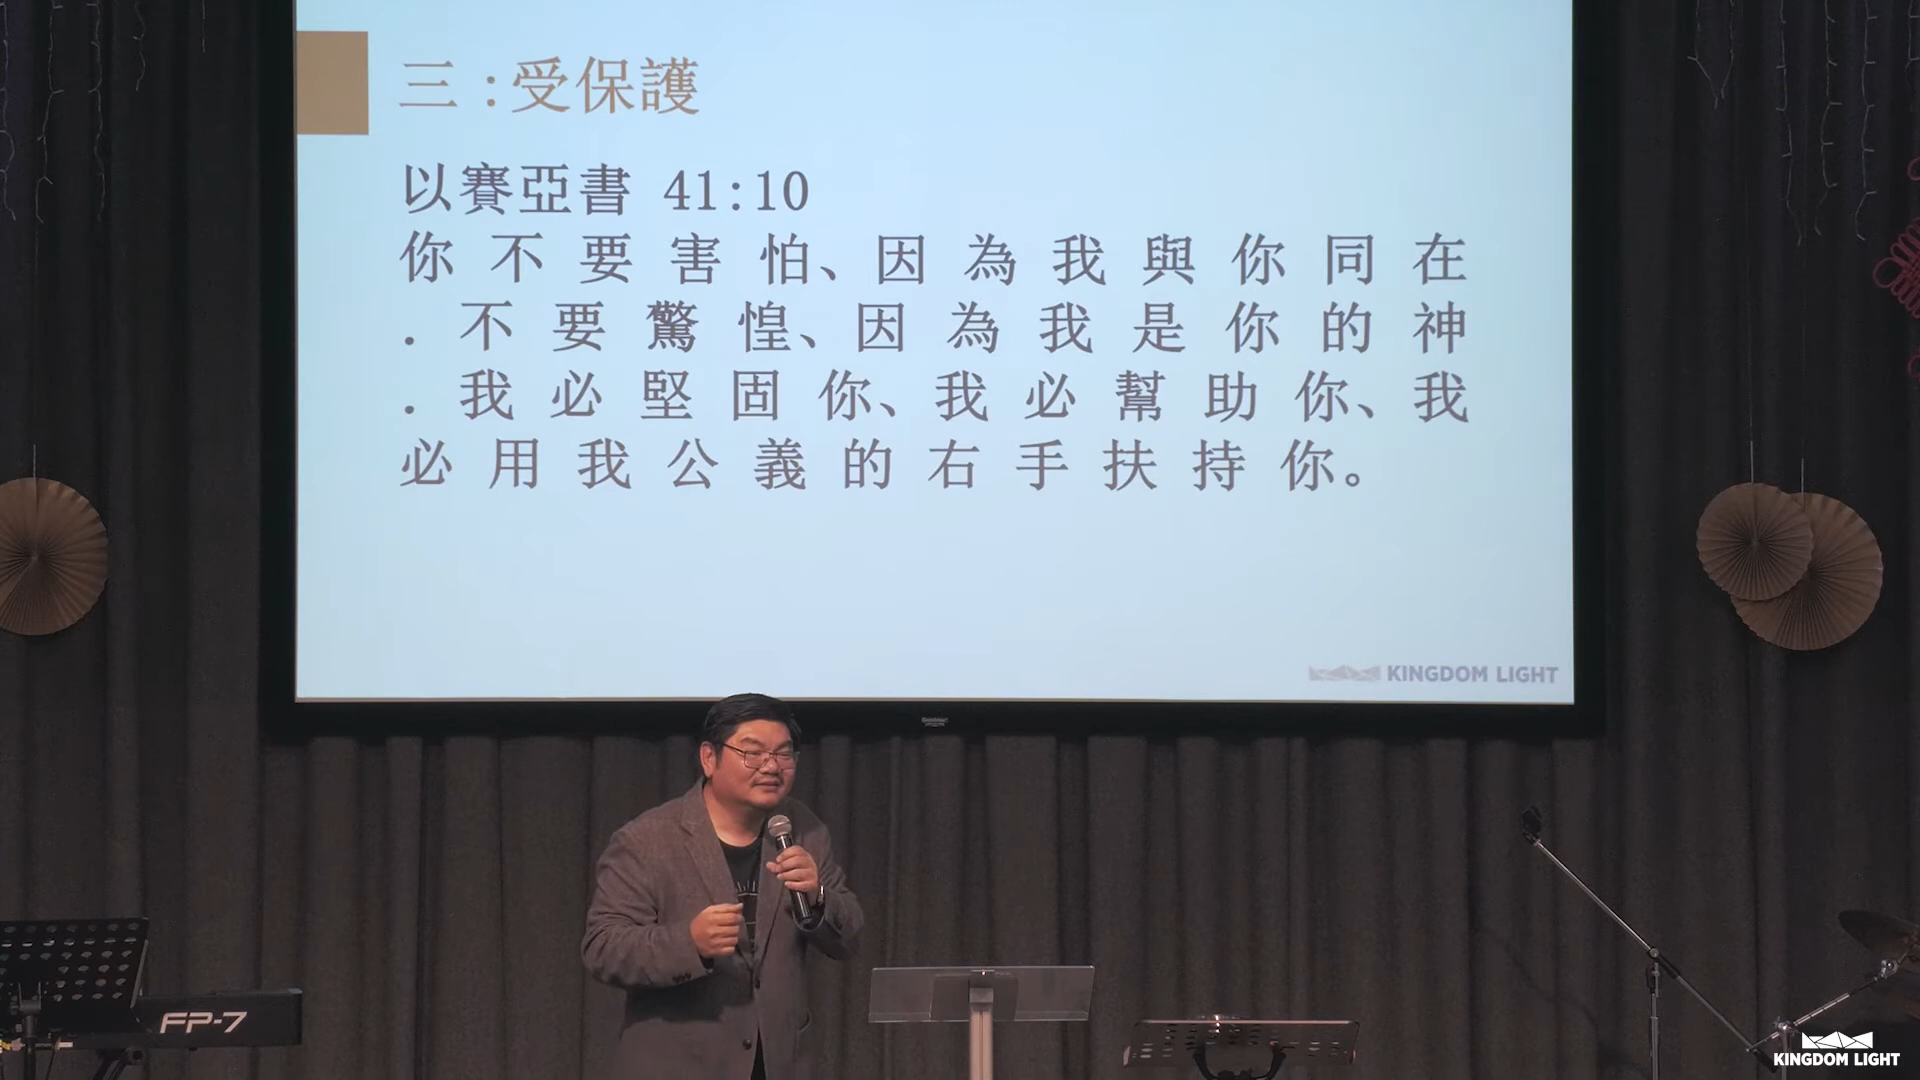 三:受保護
以賽亞書 41:10
你不要害怕、因為我與你同在
.不要驚惶、因為我是你的神
.我必堅固你、我必幫助你、我
必用我公義的右手扶持你。
KINGDOM LIGHT
FP-7
KINGDOM LIGHT